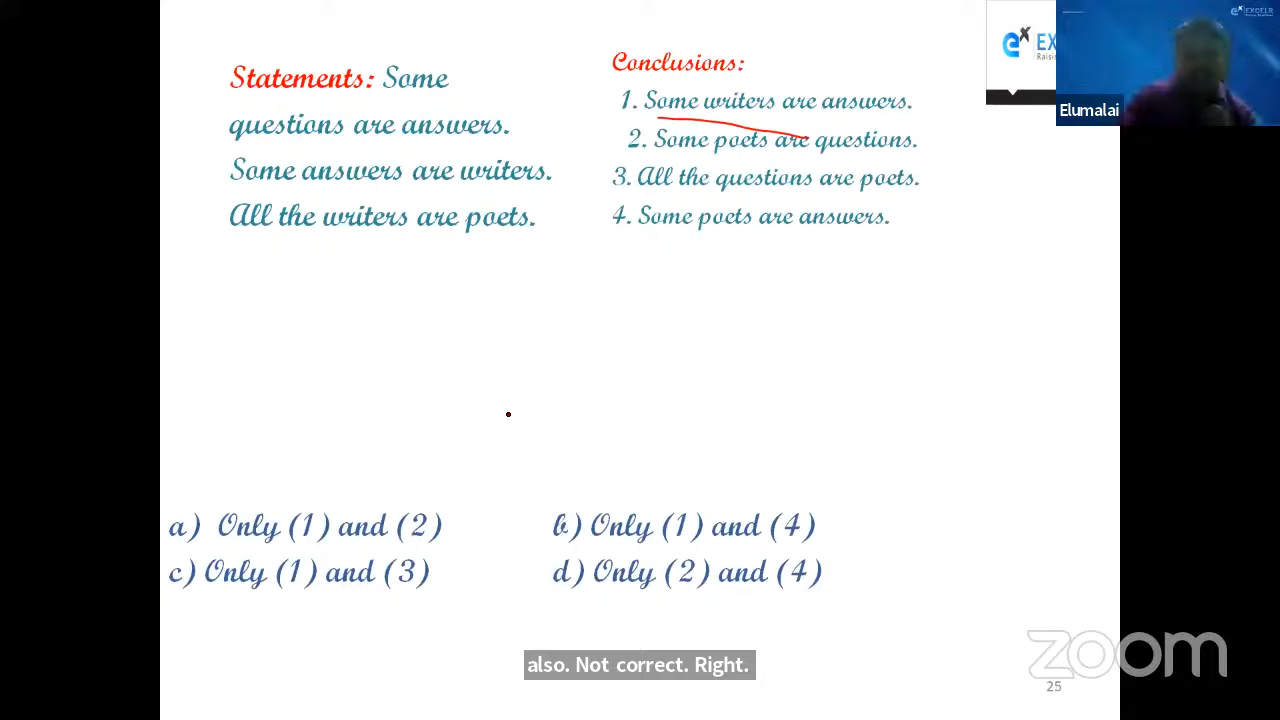 Statements: Some
questions are answers.
Some answers are writers.
All the writers are poets.
Conclusions:
1. Some writers are answers.
2. Some poets are questions.
3. All the questions are poets.
4. Some poets are answers.
a) Only (1) and (2)
b) Only (1) and (4)
c) Only (1) and (3)
d) Only (2) and (4)
also. Not correct. Right.
zoom
25
Elumalai
EXCELR